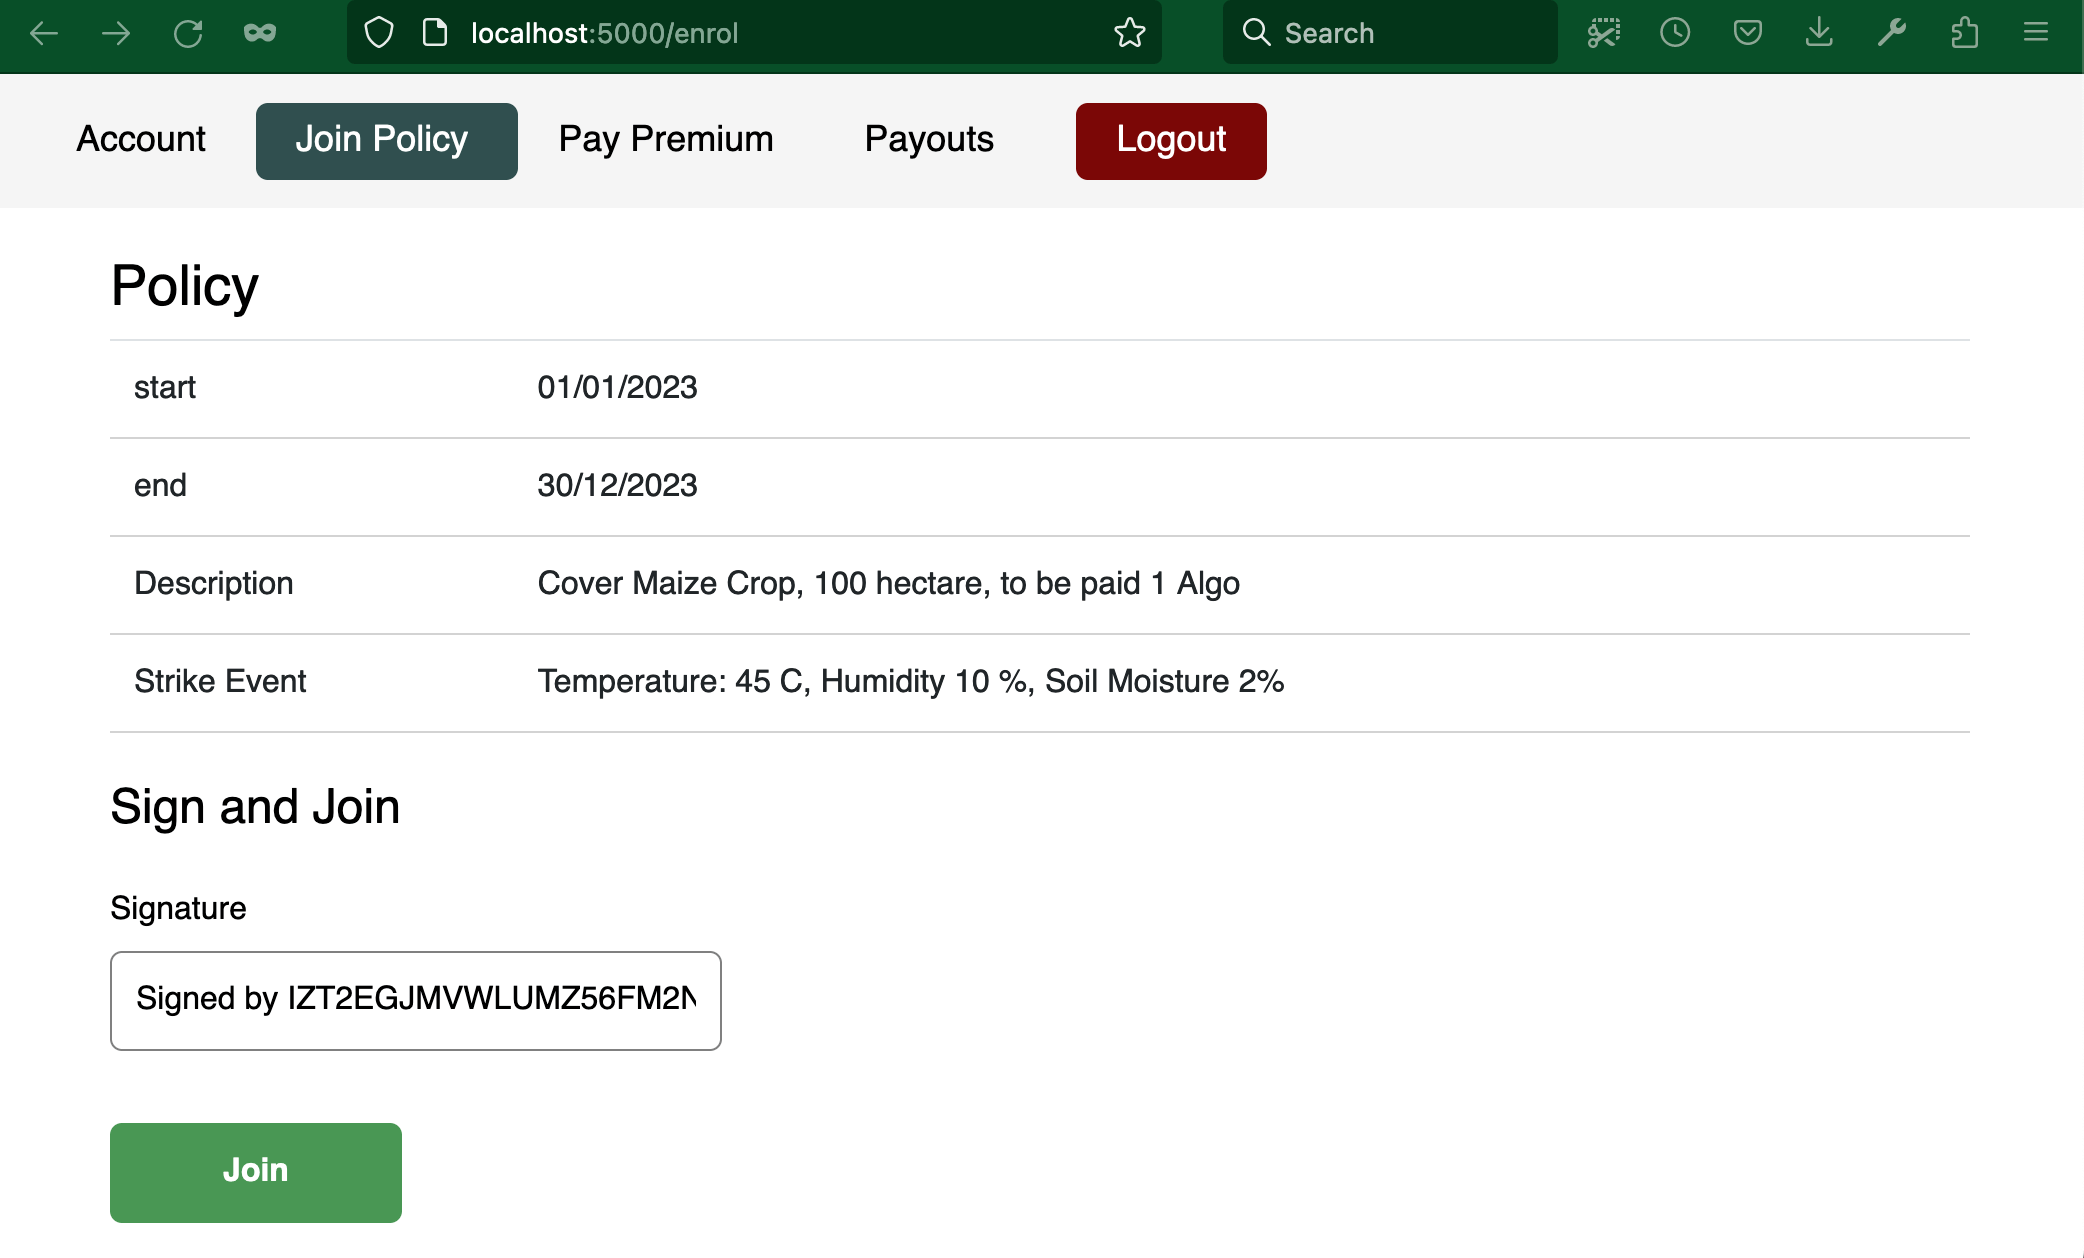 localhost:5000/enrol
Search
Account Join Policy Pay Premium Payouts Logout
Policy
start 01/01/2023
end 30/12/2023
Description Cover Maize Crop, 100 hectare, to be paid 1 Algo
Strike Event Temperature: 45 C, Humidity 10 %, Soil Moisture 2%
Sign and Join
Signature
Signed by IZT2EGJMVWLUMZ56FM2N
Join